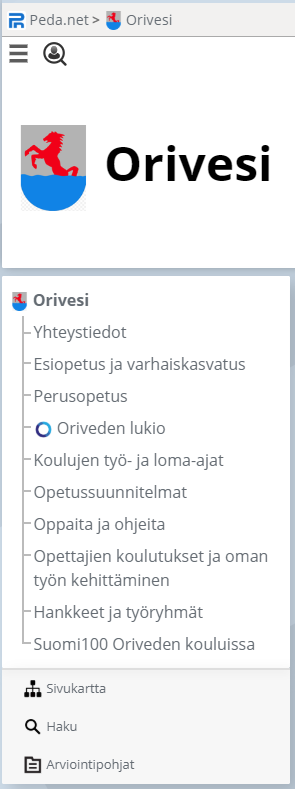 Peda.net > Orivesi
Orivesi
Orivesi
Yhteystiedot
Esiopetus ja varhaiskasvatus
Perusopetus
Oriveden lukio
Koulujen työ- ja loma-ajat
Opetussuunnitelmat
Oppaita ja ohjeita
Opettajien koulutukset ja oman
työn kehittäminen
Hankkeet ja työryhmät
Suomi100 Oriveden kouluissa
Sivukartta
Haku
Arviointipohjat